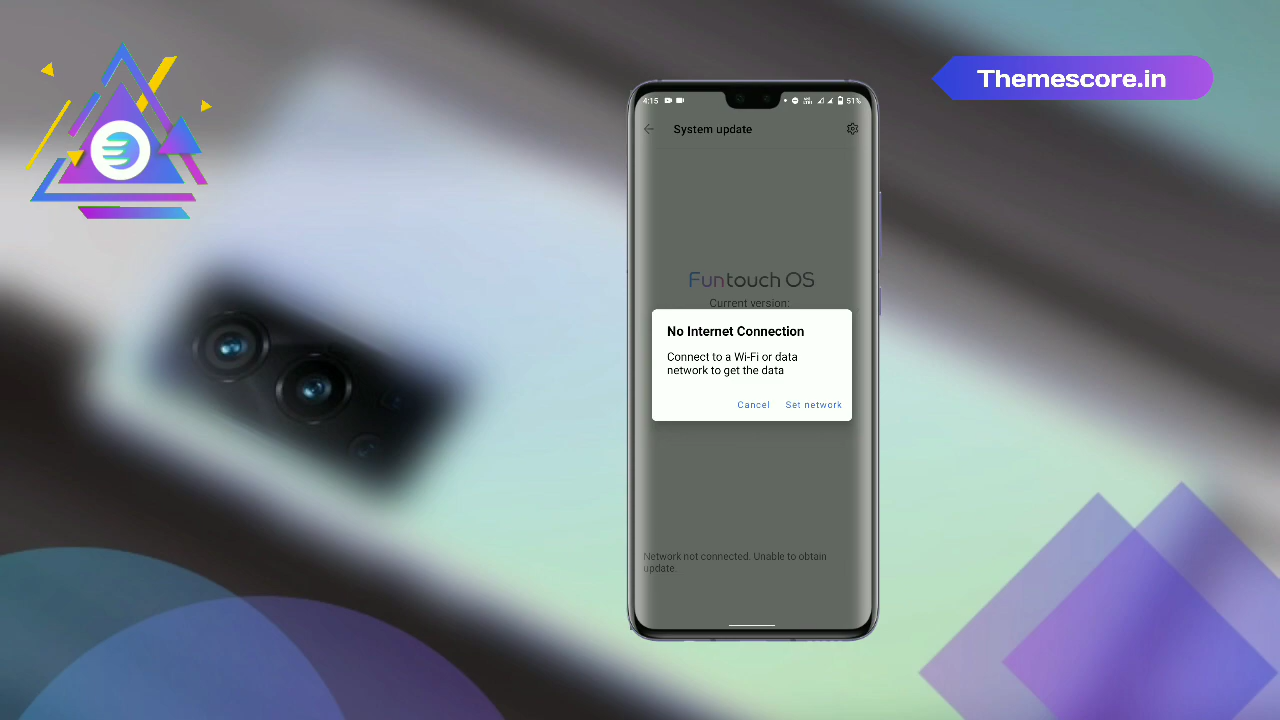 Themescore.in
4:15
51%
System update
Funtouch OS
Current version:
No Internet Connection
Connect to a Wi-Fi or data
network to get the data
Cancel
Set network
Network not connected. Unable to obtain
update.